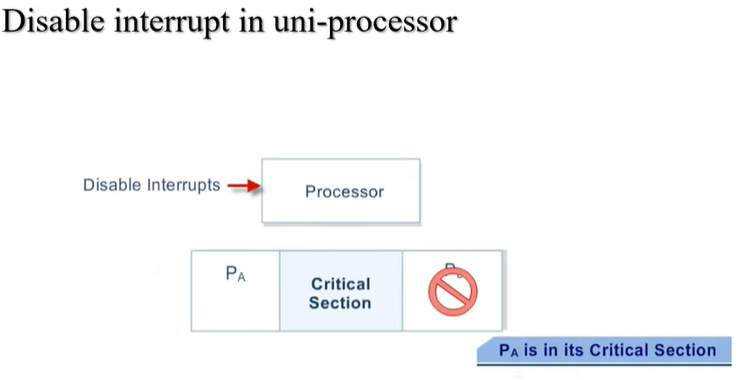 Disable interrupt in uni-processor
Disable Interrupts
Processor
PA
Critical
Section
PA is in its Critical Section